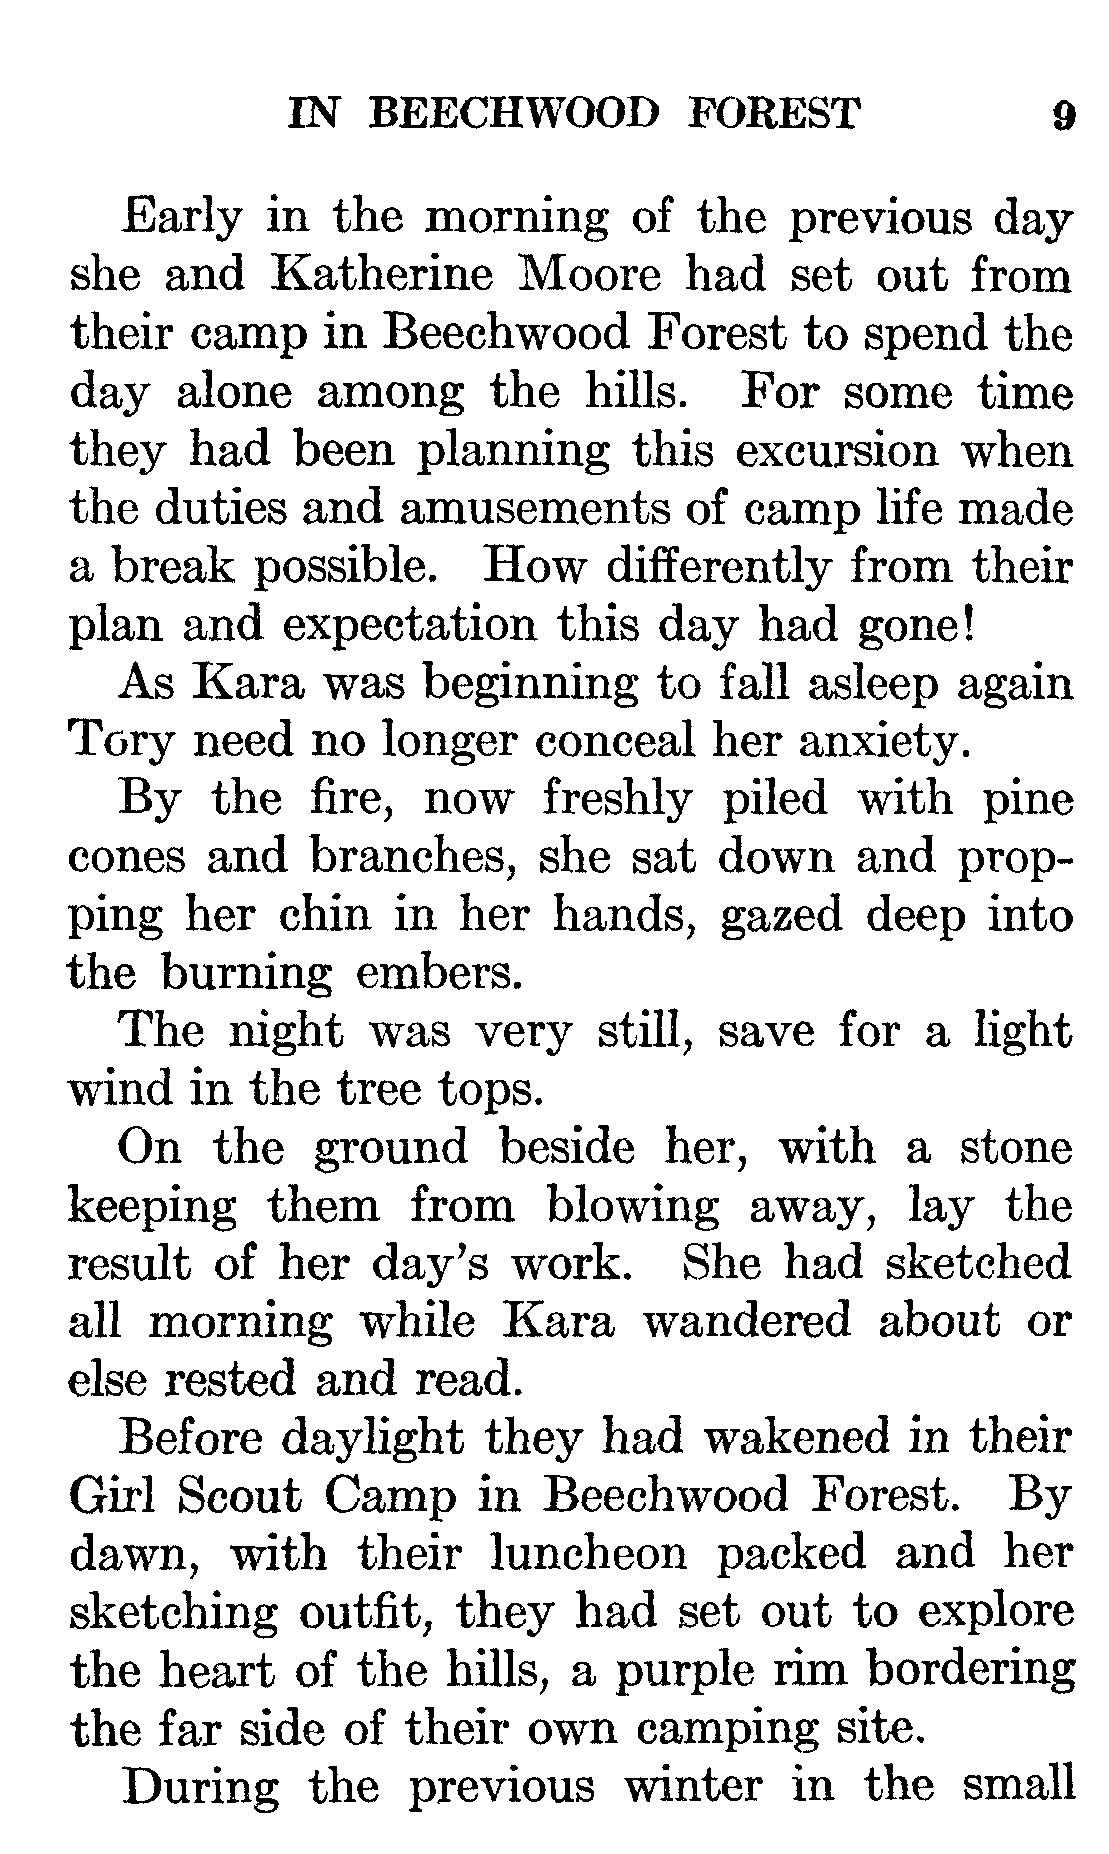 IN BEECHWOOD FOREST 9
Early in the morning of the previous day
she and Katherine Moore had set out from
their camp in Beechwood Forest to spend the
day alone among the hills. For some time
they had been planning this excursion when
the duties and amusements of camp life made
a break possible. How differently from their
plan and expectation this day had gone!
As Kara was beginning to fall asleep again
Tory need no longer conceal her anxiety.
By the fire, now freshly piled with pine
cones and branches, she sat down and prop-
ping her chin in her hands, gazed deep into
the burning embers.
The night was very still, save for a light
wind in the tree tops.
On the ground beside her, with a stone
keeping them from blowing away, lay the
result of her day's work. She had sketched
all morning while Kara wandered about or
else rested and read.
Before daylight they had wakened in their
Girl Scout Camp in Beechwood Forest. By
dawn, with their luncheon packed and her
sketching outfit, they had set out to explore
the heart of the hills, a purple rim bordering
the far side of their own camping site.
During the previous winter in the small